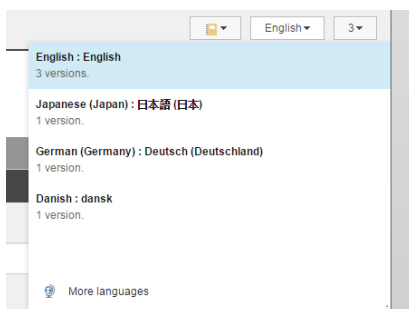 English 3
English : English
3 versions.
Japanese (Japan) : 日本語 (日本)
1 version.
German (Germany) : Deutsch (Deutschland)
1 version.
Danish : dansk
1 version.
More languages